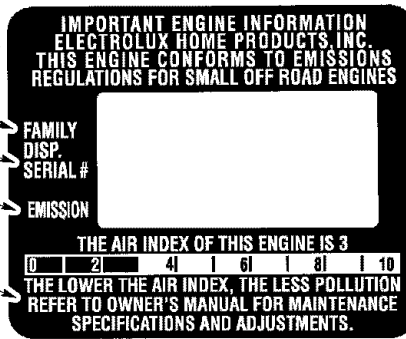 IMPORTANT ENGINE INFORMATION
ELECTROLUX HOME PRODUCTS, INC.
THIS ENGINE CONFORMS TO EMISSIONS
REGULATIONS FOR SMALL OFF ROAD ENGINES
FAMILY
DISP.
SERIAL #
EMISSION
THE AIR INDEX OF THIS ENGINE IS 3
0 2 4 6 8 10
THE LOWER THE AIR INDEX, THE LESS POLLUTION
REFER TO OWNER'S MANUAL FOR MAINTENANCE
SPECIFICATIONS AND ADJUSTMENTS.